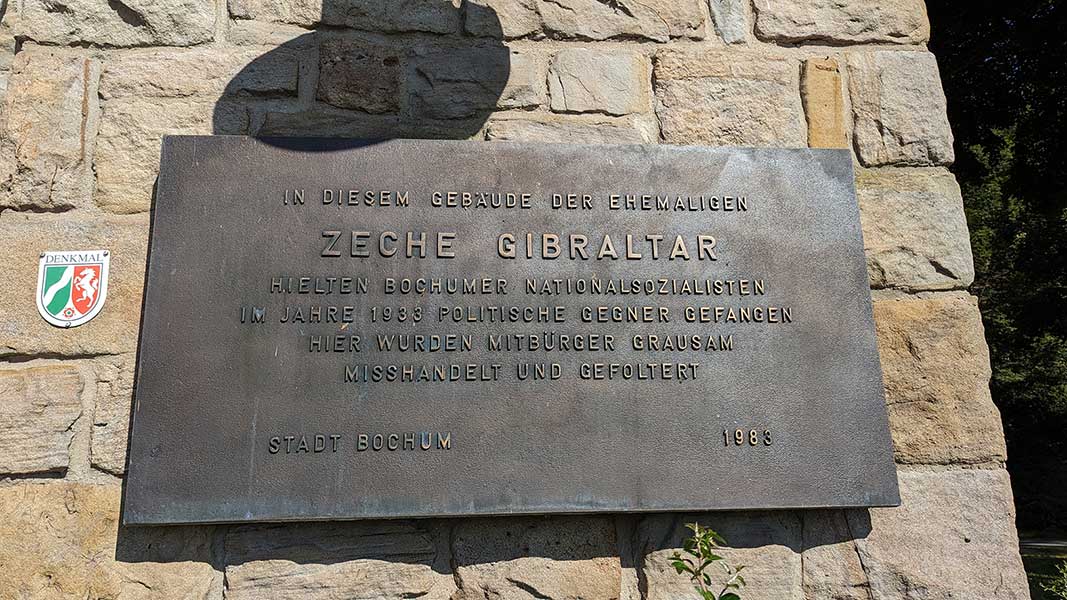 IN DIESEM GEBÄUDE DER EHEMALIGEN
ZECHE GIBRALTAR
HIELTEN BOCHUMER NATIONALSOZIALISTEN
IM JAHRE 1933 POLITISCHE GEGNER GEFANGEN
HIER WURDEN MITBÜRGER GRAUSAM
MISSHANDELT UND GEFOLTERT
STADT BOCHUM 1983
DENKMAL